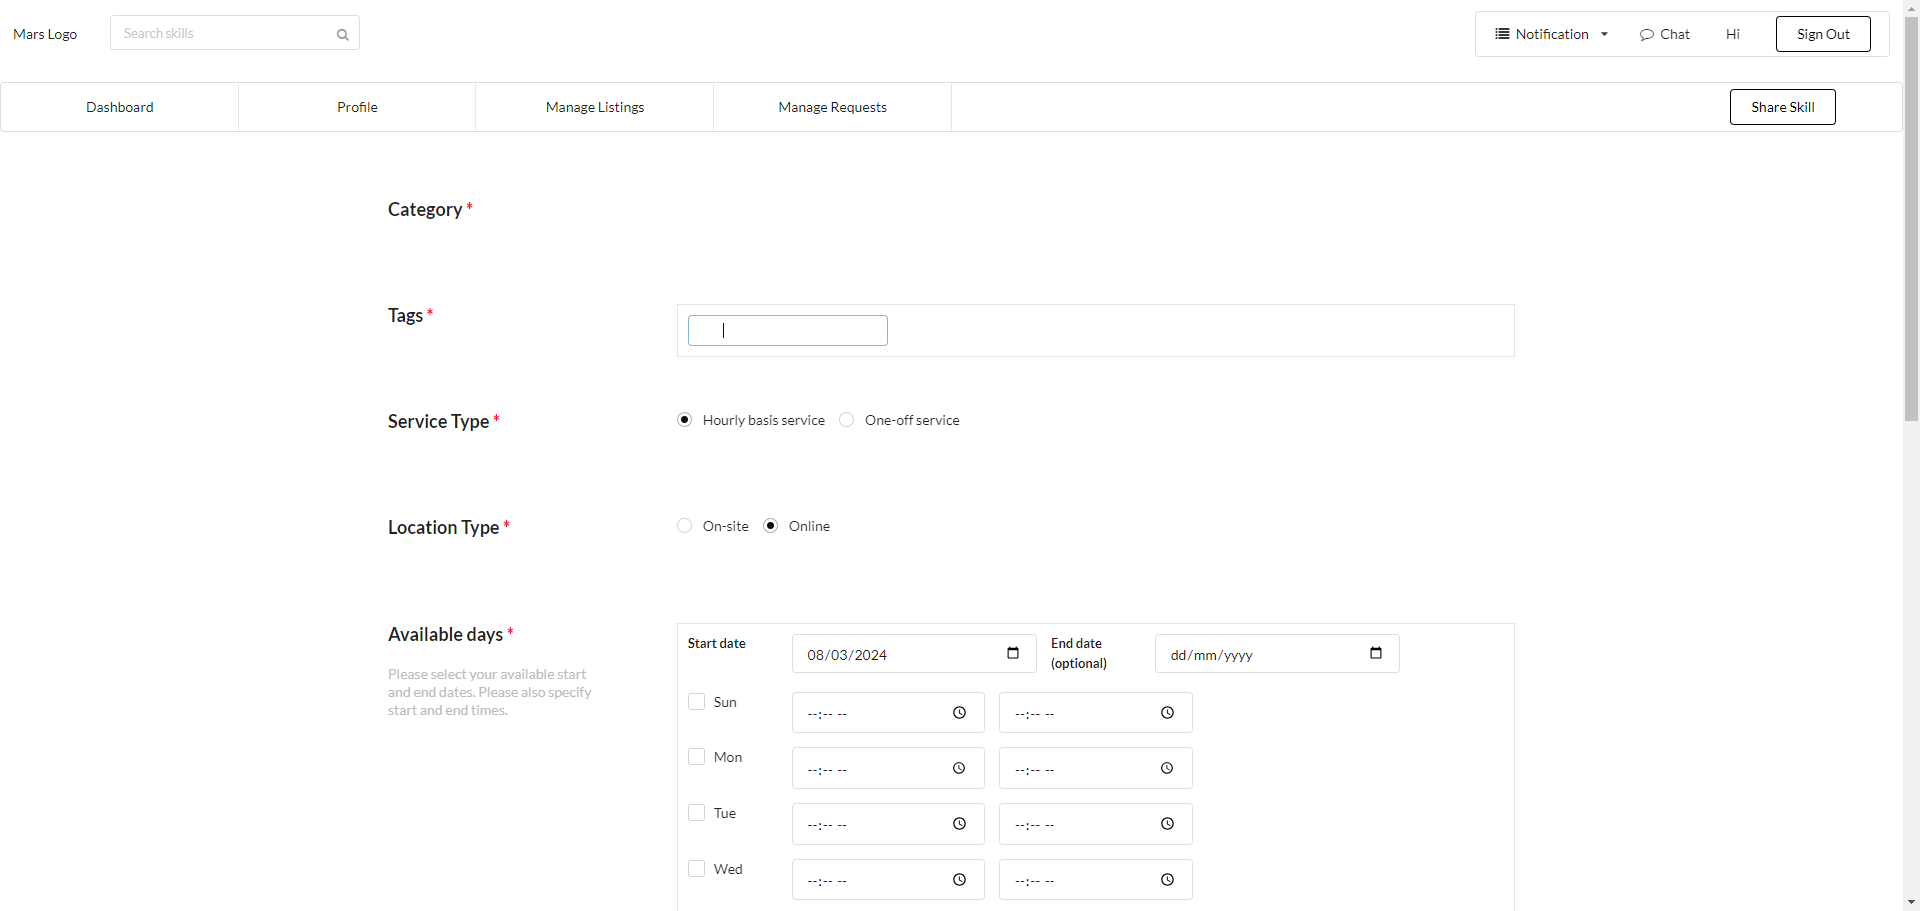 Mars Logo
Search skills
Notification
Chat
Hi
Sign Out
Dashboard
Profile
Manage Listings
Manage Requests
Share Skill
Category *
Tags *
Service Type *
Hourly basis service
One-off service
Location Type *
On-site
Online
Available days *
Please select your available start
and end dates. Please also specify
start and end times.
Start date
08/03/2024
End date
(optional)
dd/mm/yyyy
Sun
--:-- --
--:-- --
Mon
--:-- --
--:-- --
Tue
--:-- --
--:-- --
Wed
--:-- --
--:-- --